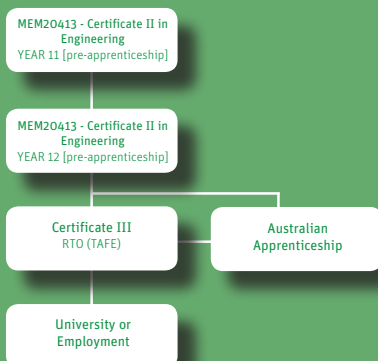 MEM20413 - Certificate II in
Engineering
YEAR 11 [pre-apprenticeship]
MEM20413 - Certificate II in
Engineering
YEAR 12 [pre-apprenticeship]
Certificate III
RTO (TAFE)
Australian
Apprenticeship
University or
Employment